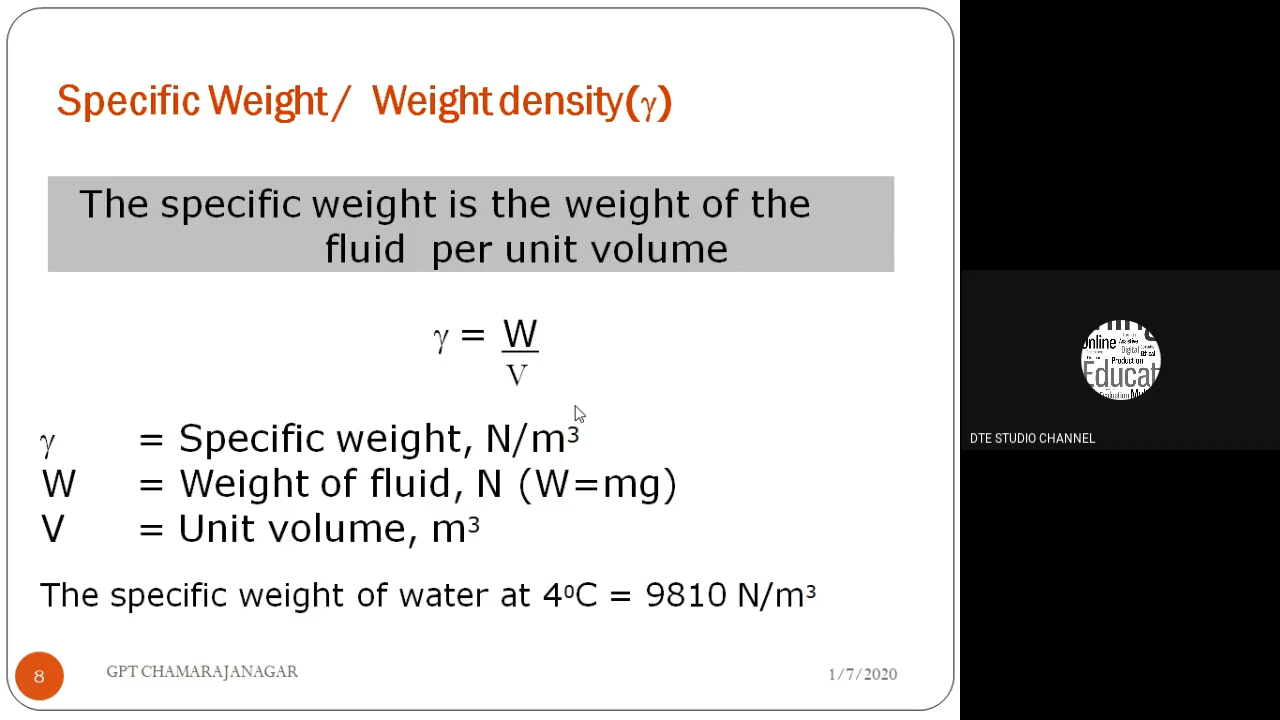 Specific Weight / Weight density(γ)
The specific weight is the weight of the
fluid per unit volume
γ = W
V
γ = Specific weight, N/m³
W = Weight of fluid, N (W=mg)
V = Unit volume, m³
The specific weight of water at 4⁰C = 9810 N/m³
8
GPT CHAMARAJANAGAR
1/7/2020
Online
Digital
Production
Educat
DTE STUDIO CHANNEL